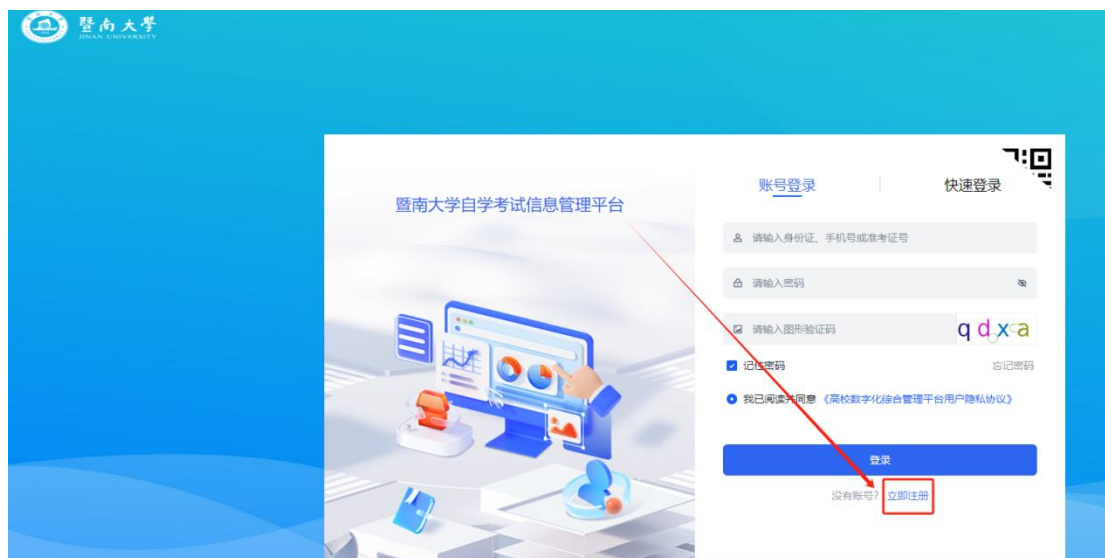 暨南大學
JINAN UNIVERSITY
暨南大学自学考试信息管理平台
账号登录
快速登录
请输入身份证、手机号或准考证号
请输入密码
请输入图形验证码
q d x a
记住密码
忘记密码
我已阅读并同意 《高校数字化综合管理平台用户隐私协议》
登录
没有账号? 立即注册